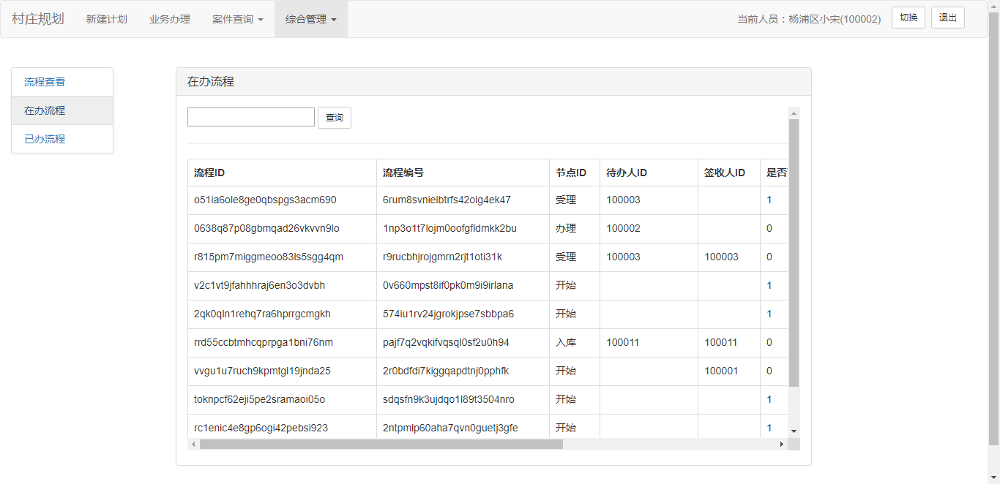 村庄规划 新建计划 业务办理 案件查询 综合管理 当前人员：杨浦区小宋(100002) 切换 退出
流程查看
在办流程
已办流程
在办流程
查询
流程ID 流程编号 节点ID 待办人ID 签收人ID 是否
o51ia6ole8ge0qbspgs3acm690 6rum8svnieibtrfs42oig4ek47 受理 100003 1
0638q87p08gbmqad26vkvvn9lo 1np3o1t7lojm0oofgfldmkk2bu 办理 100002 0
r815pm7miggmeoo83ls5sgg4qm r9rucbhjrojgmrn2rjt1oti31k 受理 100003 100003 0
v2c1vt9jfahhhraj6en3o3dvbh 0v660mpst8if0pk0m9i9irlana 开始 1
2qk0qln1rehq7ra6hprrgcmgkh 574iu1rv24jgrokjpse7sbbpa6 开始 1
rrd55ccbtmhcqprpga1bni76nm pajf7q2vqkifvqsql0sf2u0h94 入库 100011 100011 0
vvgu1u7ruch9kpmtgl19jnda25 2r0bdfdi7kiggqapdtnj0pphfk 开始 100001 0
toknpcf62eji5pe2sramaoi05o sdqsfn9k3ujdqo1l89t3504nro 开始 1
rc1enic4e8gp6ogi42pebsi923 2ntpmlp60aha7qvn0guetj3gfe 开始 1